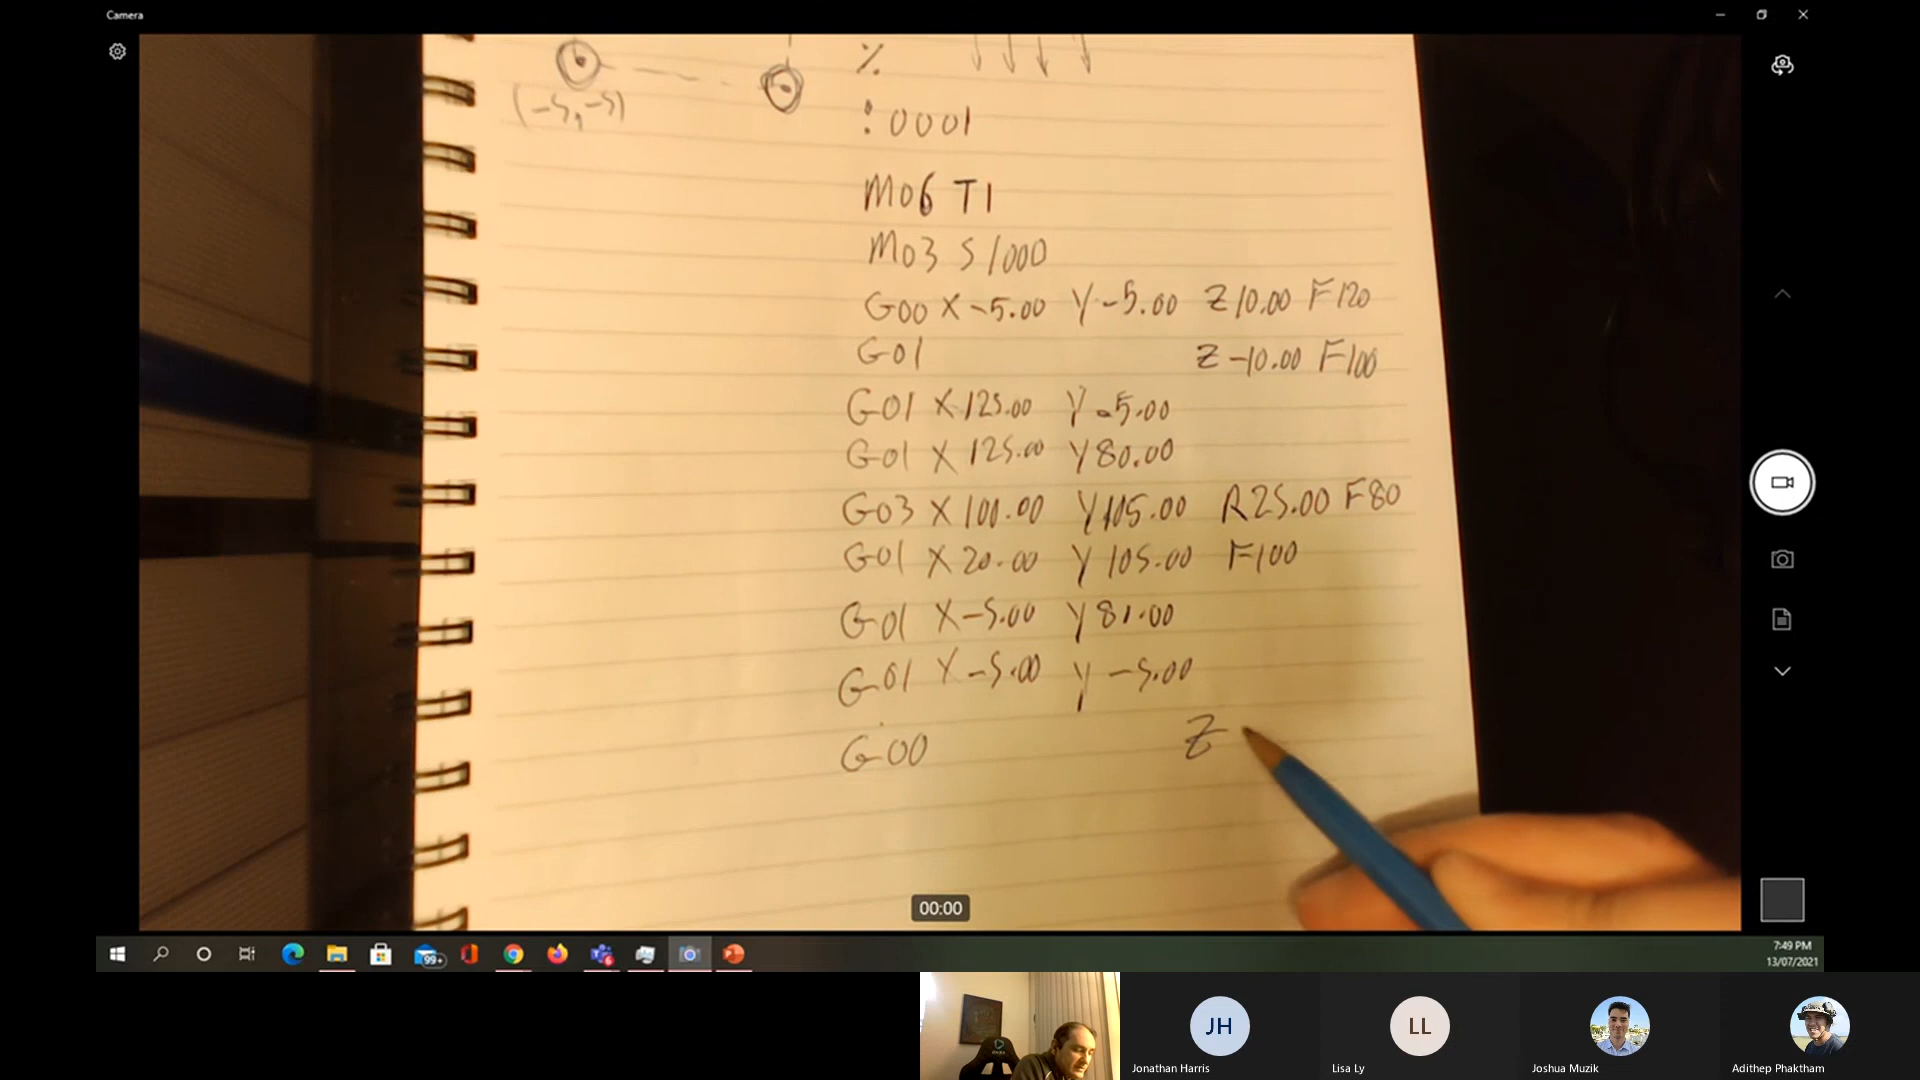 Camera
%
(-5,-5)
:0001
M06 T1
M03 S1000
G00 X-5.00 Y-5.00 Z10.00 F120
G01 Z-10.00 F100
G01 X125.00 Y-5.00
G01 X125.00 Y80.00
G03 X100.00 Y105.00 R25.00 F80
G01 X20.00 Y105.00 F100
G01 X-5.00 Y81.00
G01 X-5.00 Y-5.00
G00 Z
00:00
99+
7:49 PM
13/07/2021
JH
LL
Jonathan Harris
Lisa Ly
Joshua Muzik
Adithep Phaktham